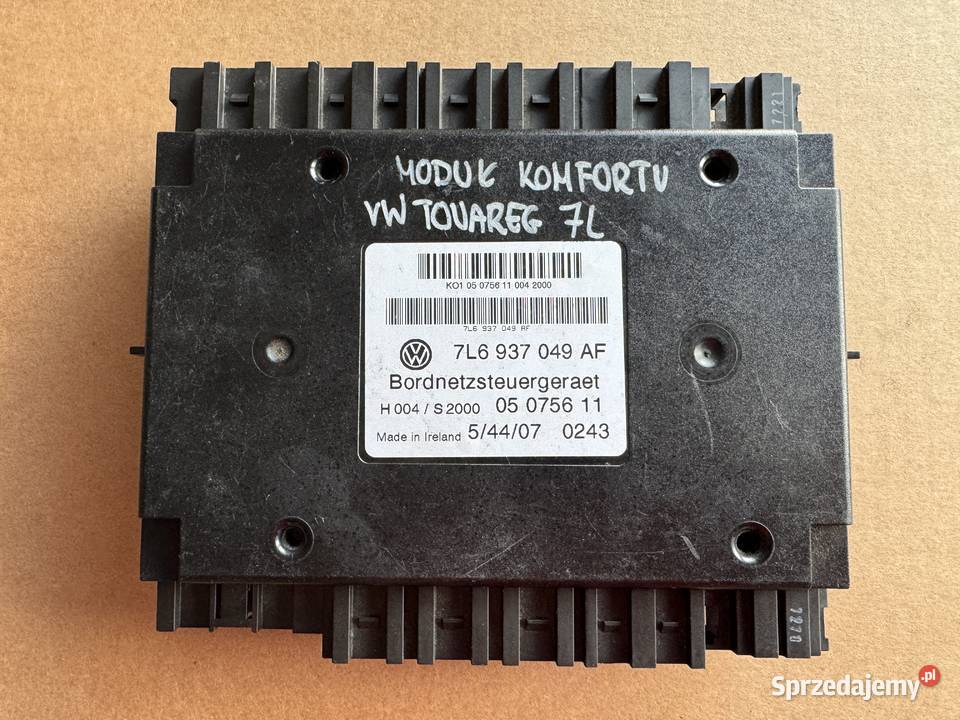 7221
MODUŁ KOMFORTU
VW TOUAREG 7L
KO1 05 0756 11 004 2000
7L6 937 049 AF
7L6 937 049 AF
Bordnetzsteuergeraet
H 004 / S 2000 05 0756 11
Made in Ireland 5/44/07 0243
7270
Sprzedajemy.pl